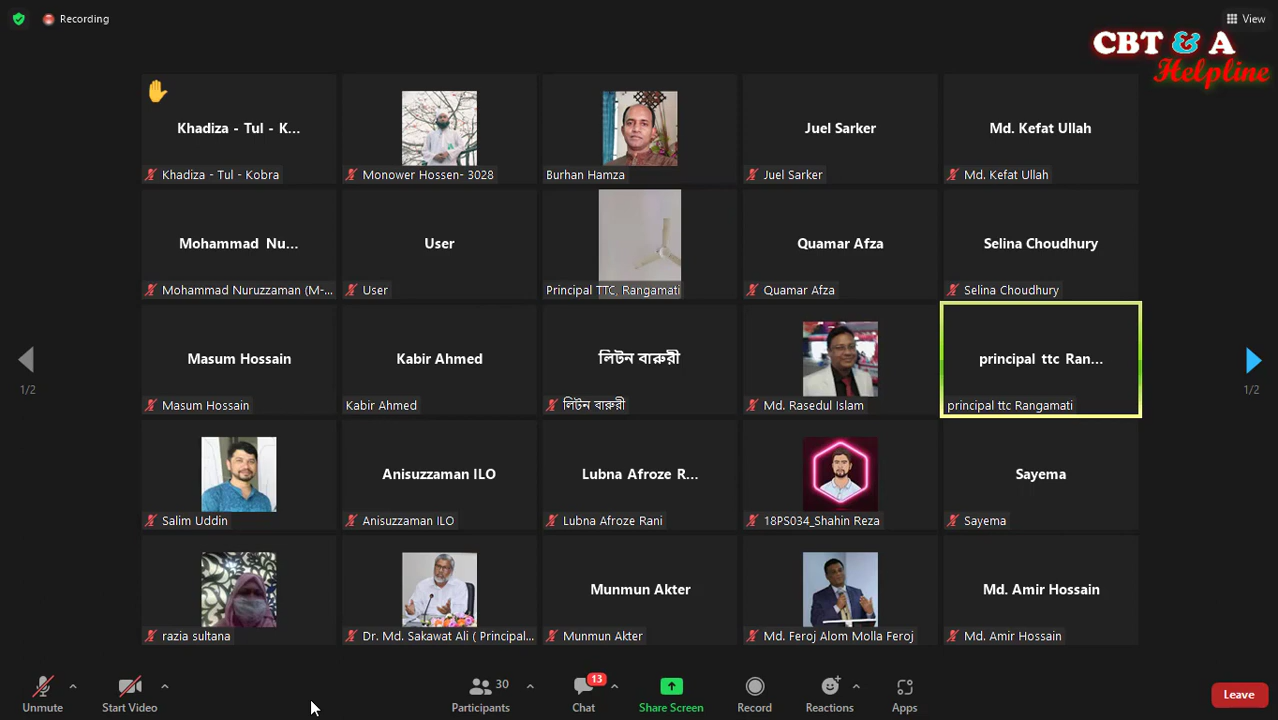 Recording
View
CBT & A
Helpline
Khadiza - Tul - K...
Khadiza - Tul - Kobra
Monower Hossen- 3028
Burhan Hamza
Juel Sarker
Juel Sarker
Md. Kefat Ullah
Md. Kefat Ullah
Mohammad Nu...
Mohammad Nuruzzaman (M-...
User
User
Principal TTC, Rangamati
Quamar Afza
Quamar Afza
Selina Choudhury
Selina Choudhury
Masum Hossain
Masum Hossain
Kabir Ahmed
Kabir Ahmed
লিটন বারুরী
লিটন বারুরী
Md. Rasedul Islam
principal ttc Ran...
principal ttc Rangamati
1/2
1/2
Salim Uddin
Anisuzzaman ILO
Anisuzzaman ILO
Lubna Afroze R...
Lubna Afroze Rani
18PS034_Shahin Reza
Sayema
Sayema
razia sultana
Dr. Md. Sakawat Ali ( Principal...
Munmun Akter
Munmun Akter
Md. Feroj Alom Molla Feroj
Md. Amir Hossain
Md. Amir Hossain
Unmute
Start Video
30
Participants
13
Chat
Share Screen
Record
Reactions
Apps
Leave